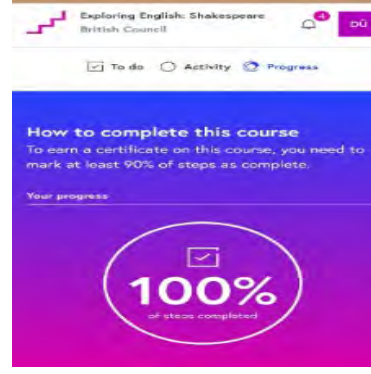 Exploring English: Shakespeare
British Council
4
DÜ
To do Activity Progress
How to complete this course
To earn a certificate on this course, you need to
mark at least 90% of steps as complete.
Your progress
100%
of steps completed